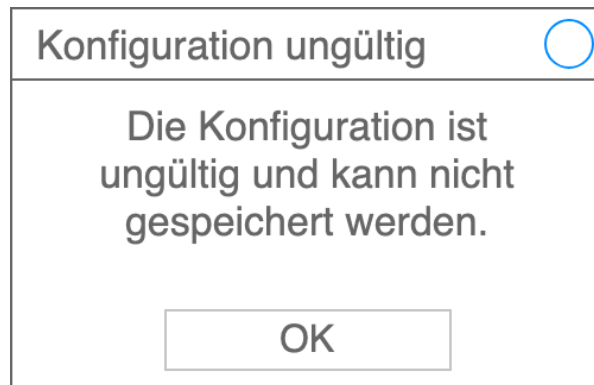 Konfiguration ungültig
Die Konfiguration ist
ungültig und kann nicht
gespeichert werden.
OK